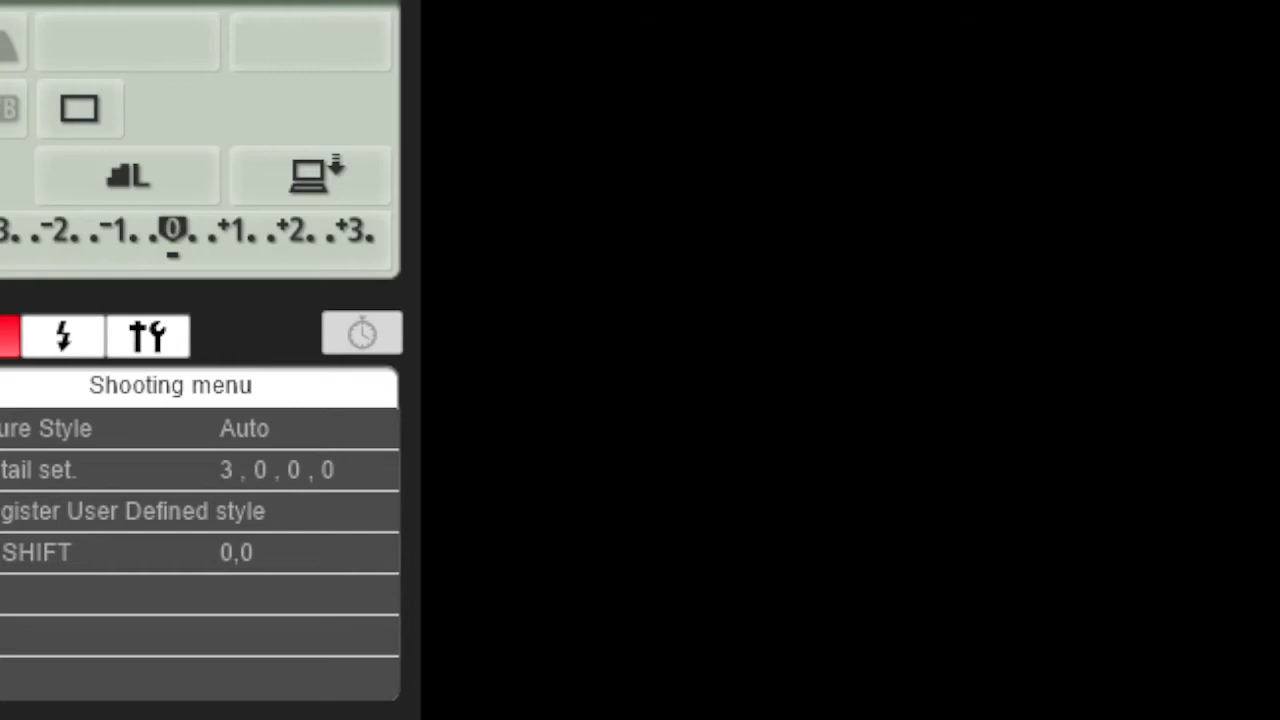 B
L
3. .-2. .-1. .0. .+1. .+2. .+3.
Shooting menu
ure Style Auto
tail set. 3 , 0 , 0 , 0
gister User Defined style
SHIFT 0,0